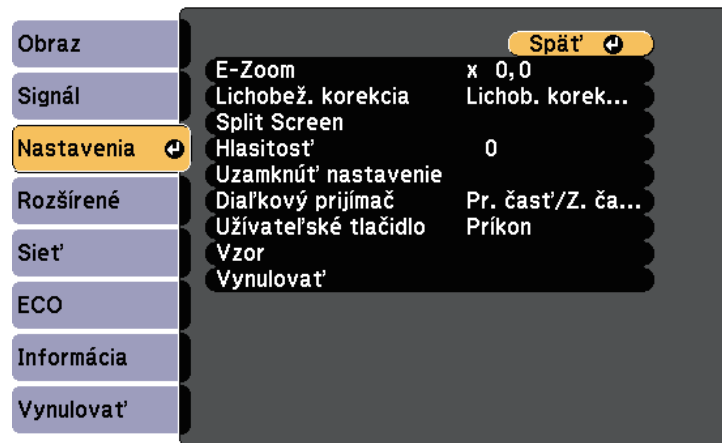 Obraz
Signál
Nastavenia
Rozšírené
Sieť
ECO
Informácia
Vynulovať
Späť
E-Zoom x 0,0
Lichobež. korekcia Lichob. korek...
Split Screen
Hlasitosť 0
Uzamknúť nastavenie
Diaľkový prijímač Pr. časť/Z. ča...
Užívateľské tlačidlo Príkon
Vzor
Vynulovať